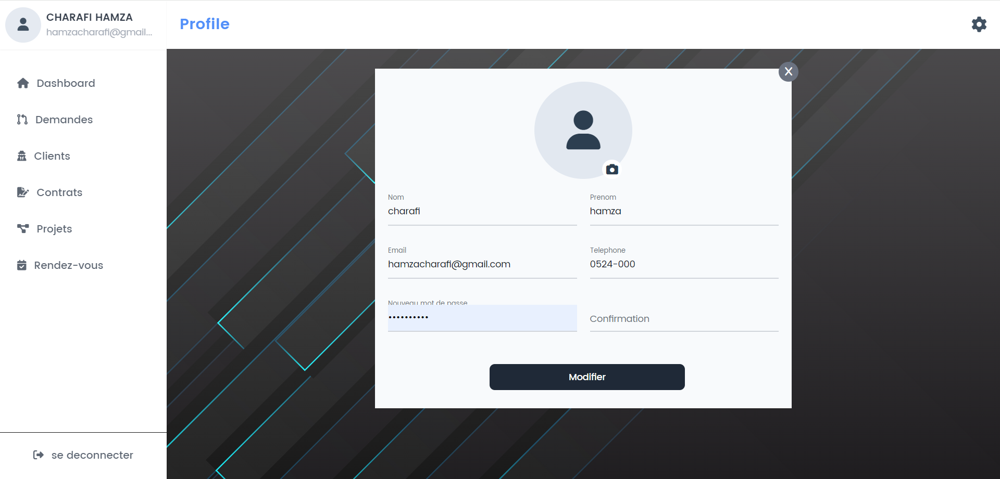 CHARAFI HAMZA
hamzacharafi@gmail...
Profile
Dashboard
Demandes
Clients
Contrats
Projets
Rendez-vous
se deconnecter
X
Nom
charafi
Prenom
hamza
Email
hamzacharafi@gmail.com
Telephone
0524-000
Nouveau mot de passe
••••••••••
Confirmation
Modifier